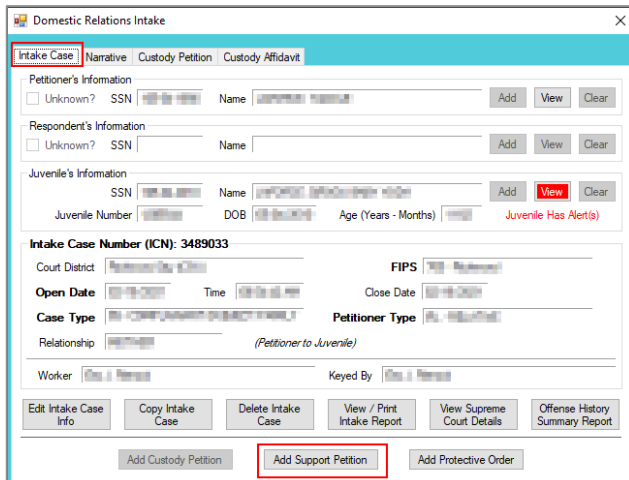 Domestic Relations Intake
Intake Case Narrative Custody Petition Custody Affidavit
Petitioner's Information
Unknown? SSN Name Add View Clear
Respondent's Information
Unknown? SSN Name Add View Clear
Juvenile's Information
SSN Name Add View Clear
Juvenile Number DOB Age (Years - Months) Juvenile Has Alert(s)
Intake Case Number (ICN): 3489033
Court District FIPS
Open Date Time Close Date
Case Type Petitioner Type
Relationship (Petitioner to Juvenile)
Worker Keyed By
Edit Intake Case Info Copy Intake Case Delete Intake Case View / Print Intake Report View Supreme Court Details Offense History Summary Report
Add Custody Petition Add Support Petition Add Protective Order